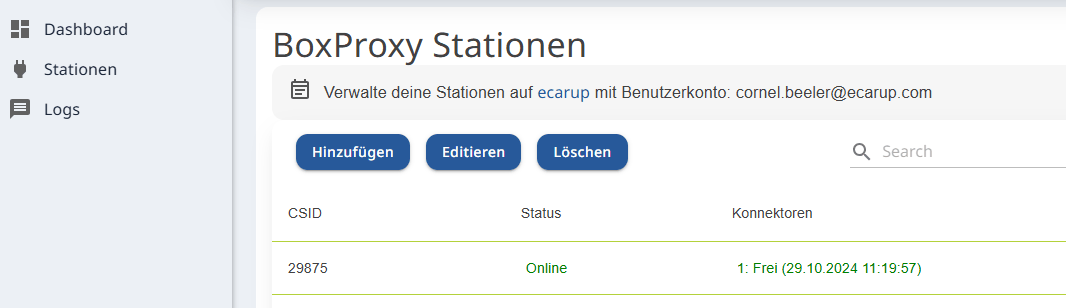 Dashboard
Stationen
Logs
BoxProxy Stationen
Verwalte deine Stationen auf ecarup mit Benutzerkonto: cornel.beeler@ecarup.com
Hinzufügen Editieren Löschen Search
CSID Status Konnektoren
29875 Online 1: Frei (29.10.2024 11:19:57)